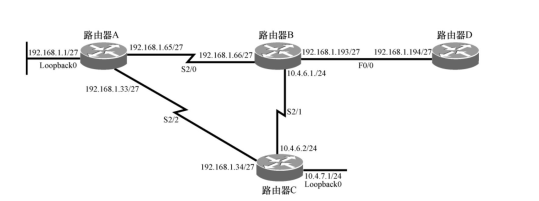 路由器A
路由器B
路由器D
192.168.1.1/27
192.168.1.65/27
192.168.1.66/27
192.168.1.193/27
192.168.1.194/27
Loopback0
S2/0
10.4.6.1/24
F0/0
192.168.1.33/27
S2/2
S2/1
10.4.6.2/24
192.168.1.34/27
10.4.7.1/24
Loopback0
路由器C